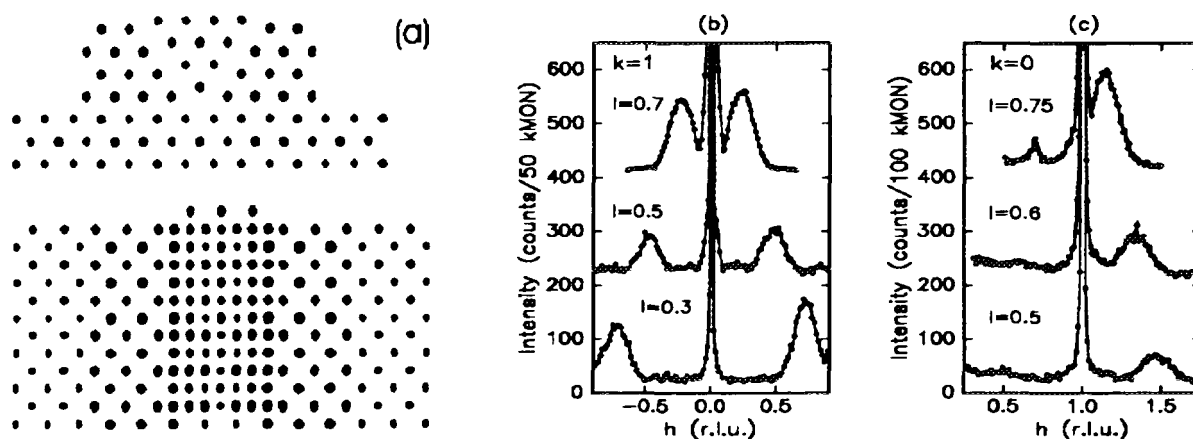 (a)
(b)
Intensity (counts/50 kMON)
600
500
400
300
200
100
0
k=1
l=0.7
l=0.5
l=0.3
−0.5
0.0
0.5
h (r.l.u.)
(c)
Intensity (counts/100 kMON)
600
500
400
300
200
100
0
k=0
l=0.75
l=0.6
l=0.5
0.5
1.0
1.5
h (r.l.u.)